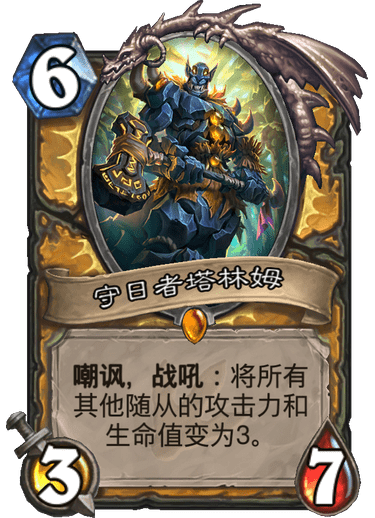 6
守日者塔林姆
嘲讽，战吼：将所有
其他随从的攻击力和
生命值变为3。
3
7